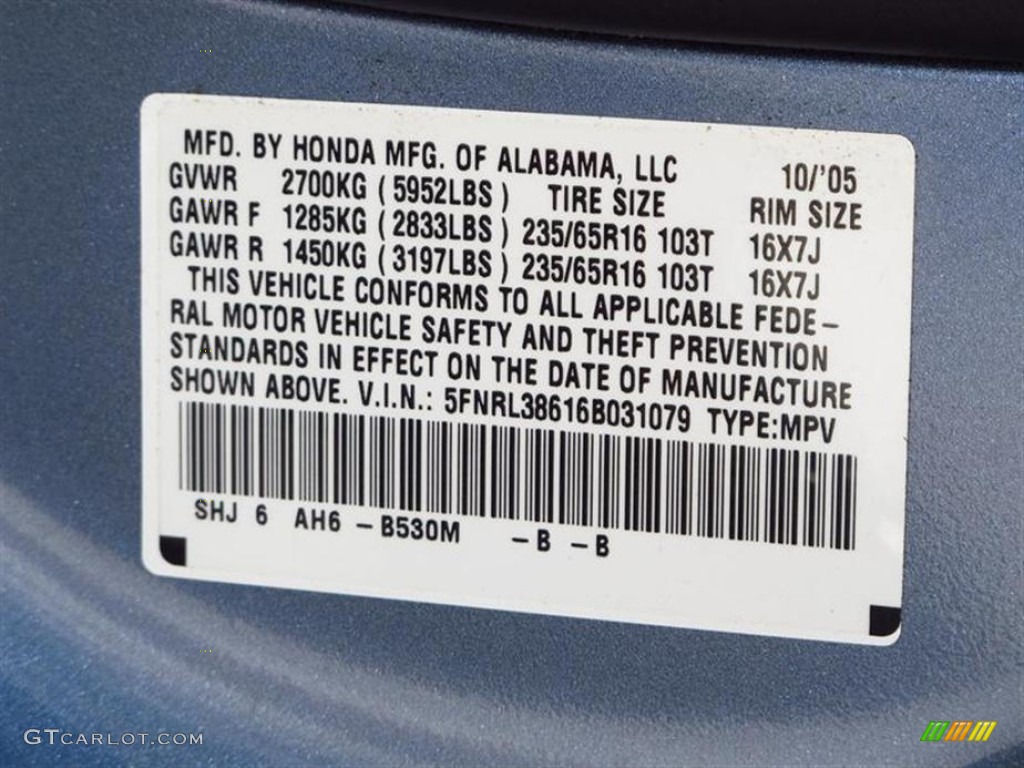 MFD. BY HONDA MFG. OF ALABAMA, LLC 10/'05
GVWR 2700KG ( 5952LBS ) TIRE SIZE RIM SIZE
GAWR F 1285KG ( 2833LBS ) 235/65R16 103T 16X7J
GAWR R 1450KG ( 3197LBS ) 235/65R16 103T 16X7J
THIS VEHICLE CONFORMS TO ALL APPLICABLE FEDE-
RAL MOTOR VEHICLE SAFETY AND THEFT PREVENTION
STANDARDS IN EFFECT ON THE DATE OF MANUFACTURE
SHOWN ABOVE. V.I.N.: 5FNRL38616B031079 TYPE:MPV
SHJ 6 AH6 -B530M -B -B
GTCARLOT.COM